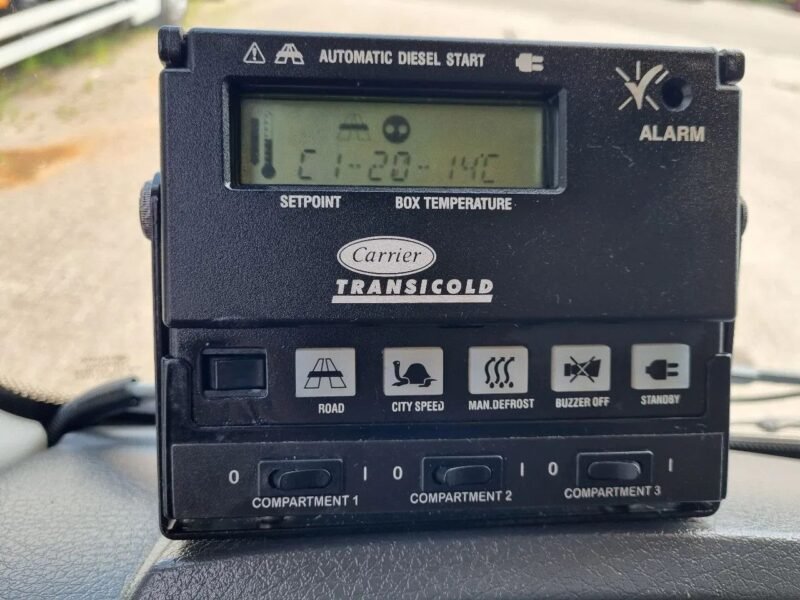 AUTOMATIC DIESEL START
ALARM
C1-20-14C
SETPOINT BOX TEMPERATURE
Carrier
TRANSICOLD
ROAD CITY SPEED MAN.DEFROST BUZZER OFF STANDBY
0 I 0 I 0 I
COMPARTMENT 1 COMPARTMENT 2 COMPARTMENT 3